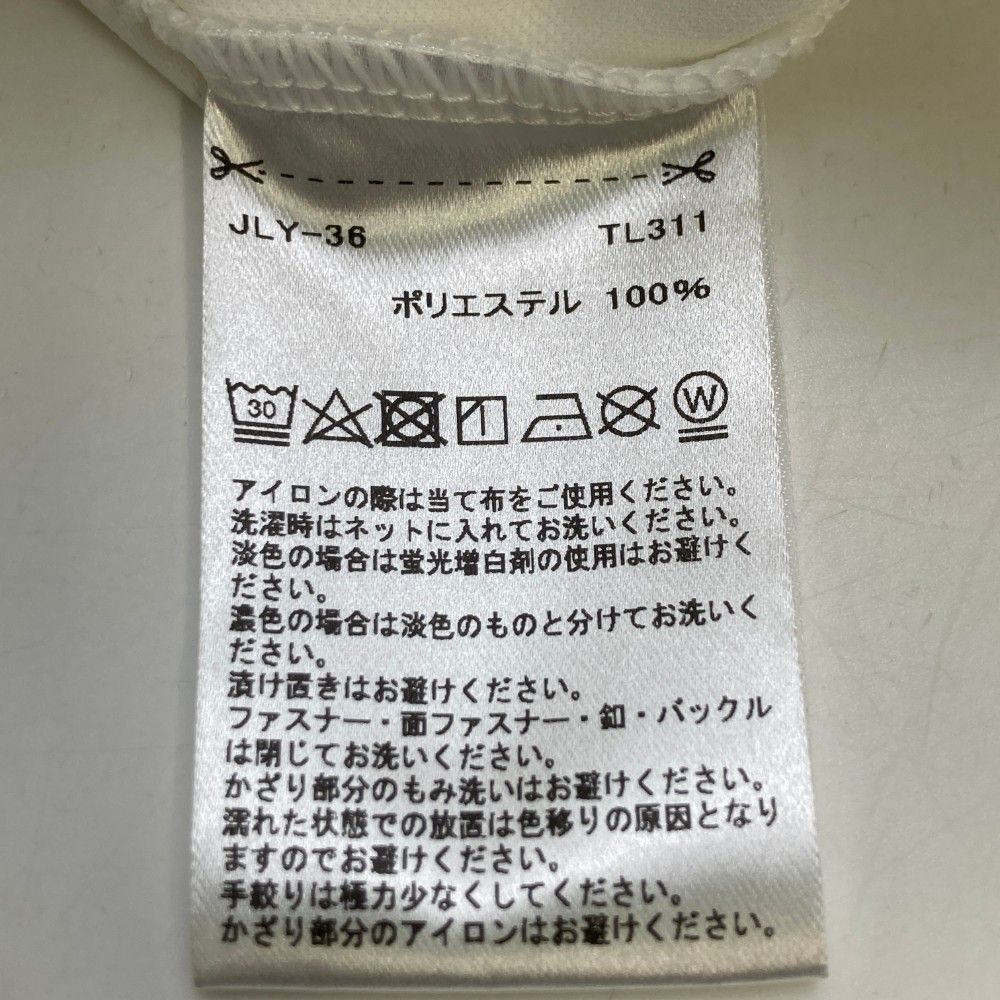 JLY-36 TL311
ポリエステル 100%
30 W
アイロンの際は当て布をご使用ください。
洗濯時はネットに入れてお洗いください。
淡色の場合は蛍光増白剤の使用はお避けく
ださい。
濃色の場合は淡色のものと分けてお洗いく
ださい。
漬け置きはお避けください。
ファスナー・面ファスナー・釦・バックル
は閉じてお洗いください。
かざり部分のもみ洗いはお避けください。
濡れた状態での放置は色移りの原因となり
ますのでお避けください。
手絞りは極力少なくしてください。
かざり部分のアイロンはお避けください。